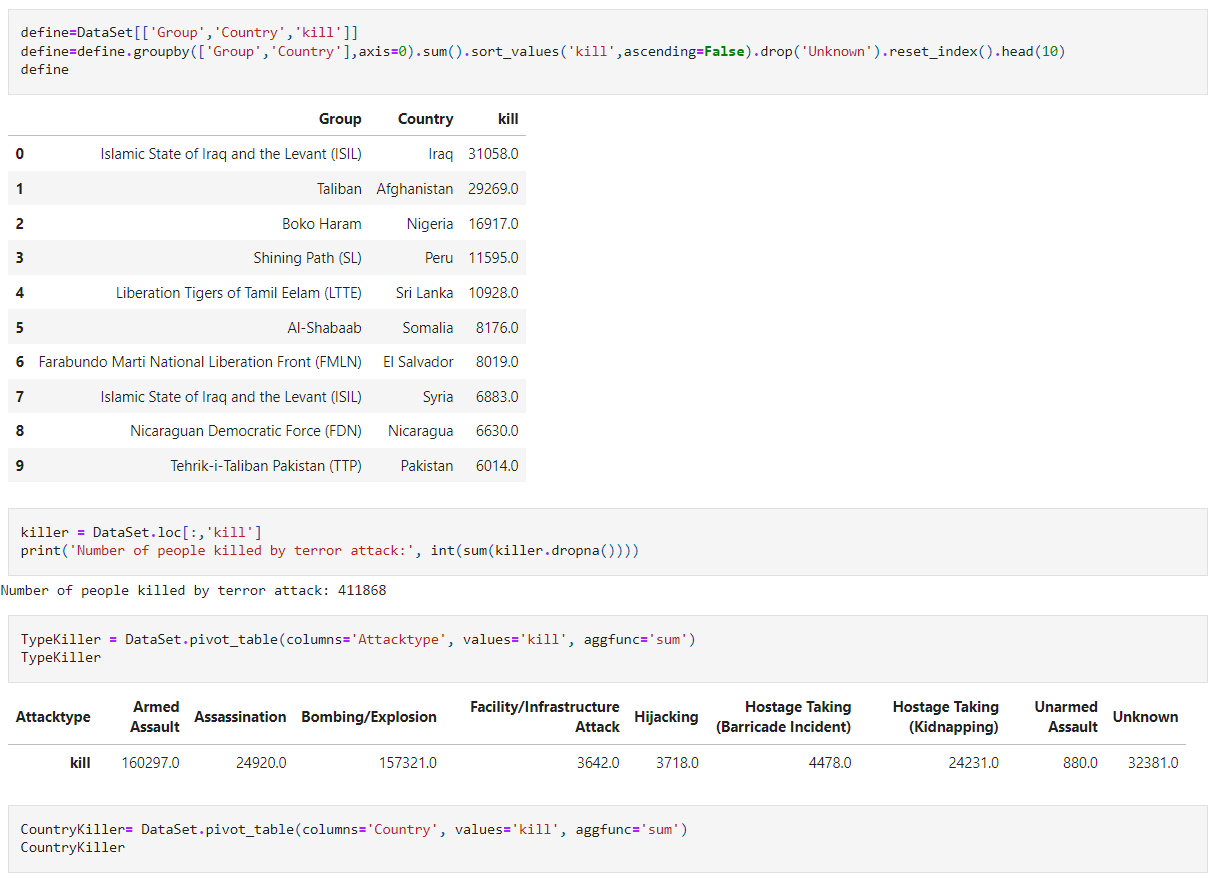 define=DataSet[['Group','Country','kill']]
define=define.groupby(['Group','Country'],axis=0).sum().sort_values('kill',ascending=False).drop('Unknown').reset_index().head(10)
define
Group Country kill
0 Islamic State of Iraq and the Levant (ISIL) Iraq 31058.0
1 Taliban Afghanistan 29269.0
2 Boko Haram Nigeria 16917.0
3 Shining Path (SL) Peru 11595.0
4 Liberation Tigers of Tamil Eelam (LTTE) Sri Lanka 10928.0
5 Al-Shabaab Somalia 8176.0
6 Farabundo Marti National Liberation Front (FMLN) El Salvador 8019.0
7 Islamic State of Iraq and the Levant (ISIL) Syria 6883.0
8 Nicaraguan Democratic Force (FDN) Nicaragua 6630.0
9 Tehrik-i-Taliban Pakistan (TTP) Pakistan 6014.0
killer = DataSet.loc[:,'kill']
print('Number of people killed by terror attack:', int(sum(killer.dropna())))
Number of people killed by terror attack: 411868
TypeKiller = DataSet.pivot_table(columns='Attacktype', values='kill', aggfunc='sum')
TypeKiller
Attacktype Armed Assault Assassination Bombing/Explosion Facility/Infrastructure Attack Hijacking Hostage Taking (Barricade Incident) Hostage Taking (Kidnapping) Unarmed Assault Unknown
kill 160297.0 24920.0 157321.0 3642.0 3718.0 4478.0 24231.0 880.0 32381.0
CountryKiller= DataSet.pivot_table(columns='Country', values='kill', aggfunc='sum')
CountryKiller